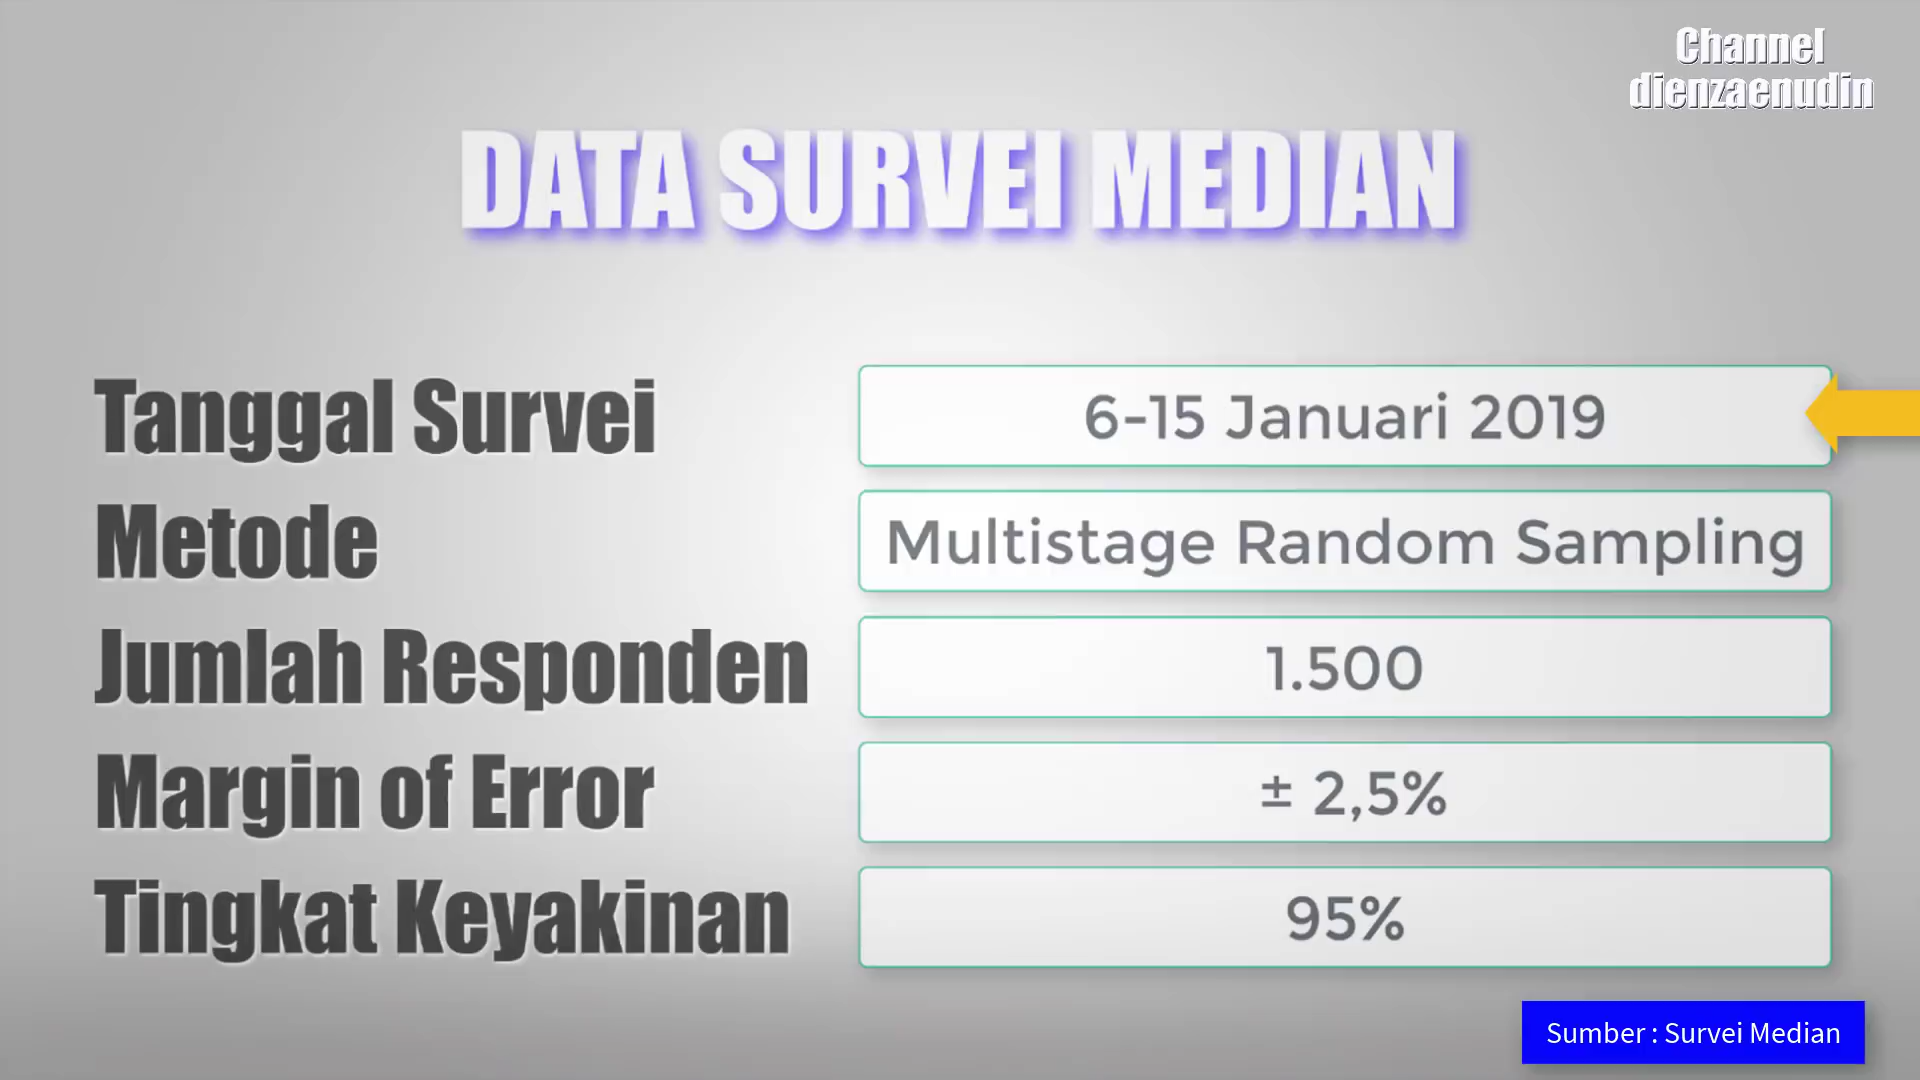 Channel
dienzaenudin
DATA SURVEI MEDIAN
Tanggal Survei
6-15 Januari 2019
Metode
Multistage Random Sampling
Jumlah Responden
1.500
Margin of Error
± 2,5%
Tingkat Keyakinan
95%
Sumber : Survei Median